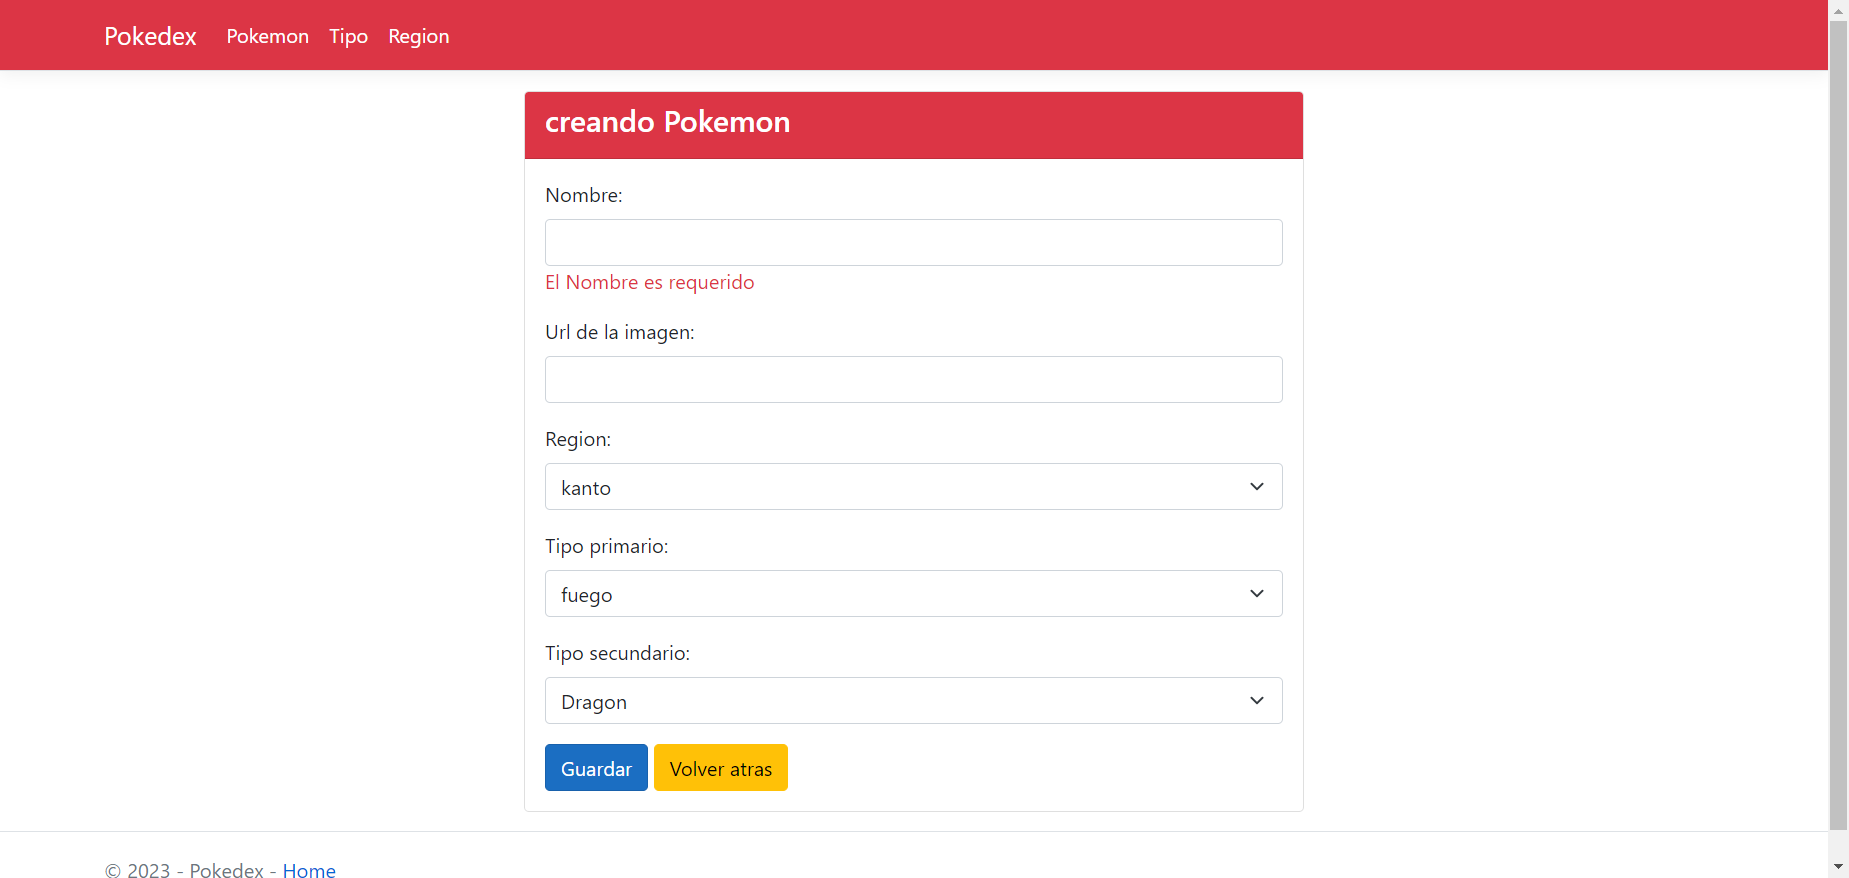 Pokedex Pokemon Tipo Region
creando Pokemon
Nombre:
El Nombre es requerido
Url de la imagen:
Region:
kanto
Tipo primario:
fuego
Tipo secundario:
Dragon
Guardar Volver atras
© 2023 - Pokedex - Home